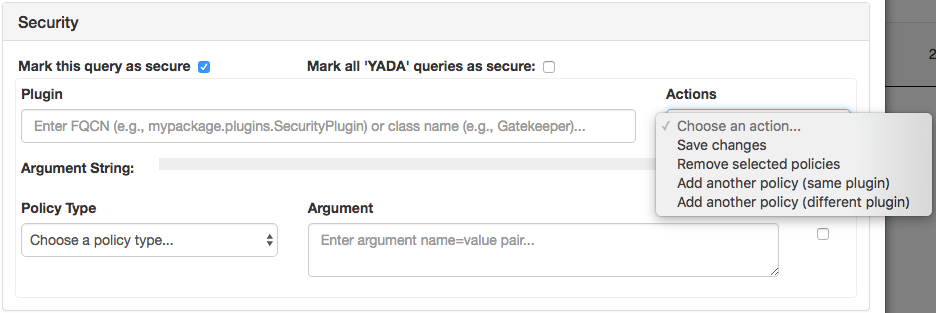 Security
Mark this query as secure
Mark all 'YADA' queries as secure:
Plugin
Actions
Enter FQCN (e.g., mypackage.plugins.SecurityPlugin) or class name (e.g., Gatekeeper)...
✓ Choose an action...
Save changes
Remove selected policies
Add another policy (same plugin)
Add another policy (different plugin)
Argument String:
Policy Type
Argument
Choose a policy type...
Enter argument name=value pair...
2